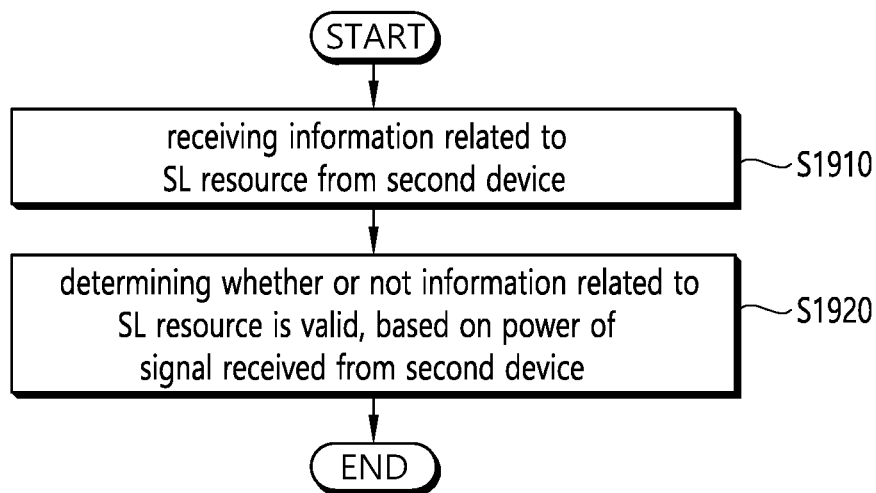 START
receiving information related to
SL resource from second device
S1910
determining whether or not information related to
SL resource is valid, based on power of
signal received from second device
S1920
END